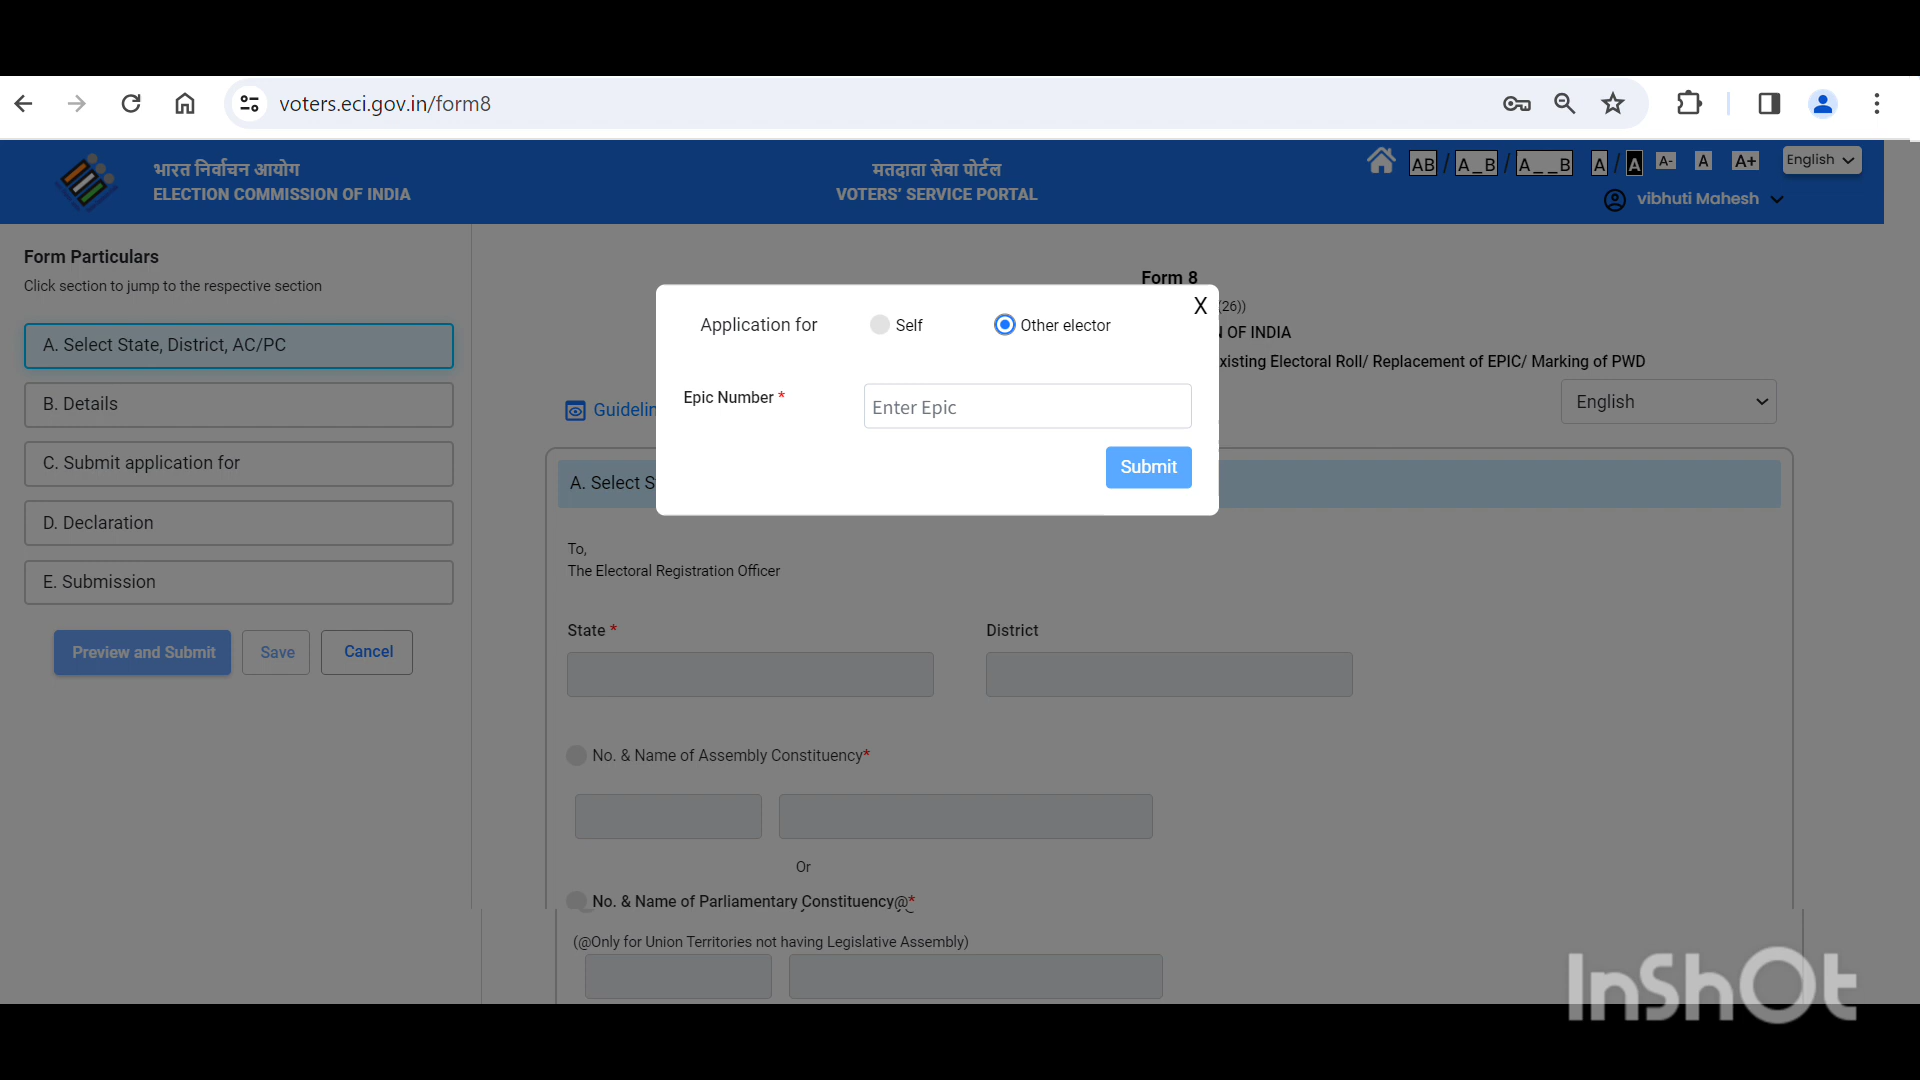 voters.eci.gov.in/form8
भारत निर्वाचन आयोग
ELECTION COMMISSION OF INDIA
मतदाता सेवा पोर्टल
VOTERS' SERVICE PORTAL
AB / A_B / A__B A / A A- A A+ English
vibhuti Mahesh
Form Particulars
Click section to jump to the respective section
A. Select State, District, AC/PC
B. Details
C. Submit application for
D. Declaration
E. Submission
Preview and Submit Save Cancel
Form 8
(26))
OF INDIA
xisting Electoral Roll/ Replacement of EPIC/ Marking of PWD
X
Application for Self Other elector
Epic Number * Enter Epic
Submit
Guidelin
English
A. Select S
To,
The Electoral Registration Officer
State * District
No. & Name of Assembly Constituency*
Or
No. & Name of Parliamentary Constituency@*
(@Only for Union Territories not having Legislative Assembly)
InShOt